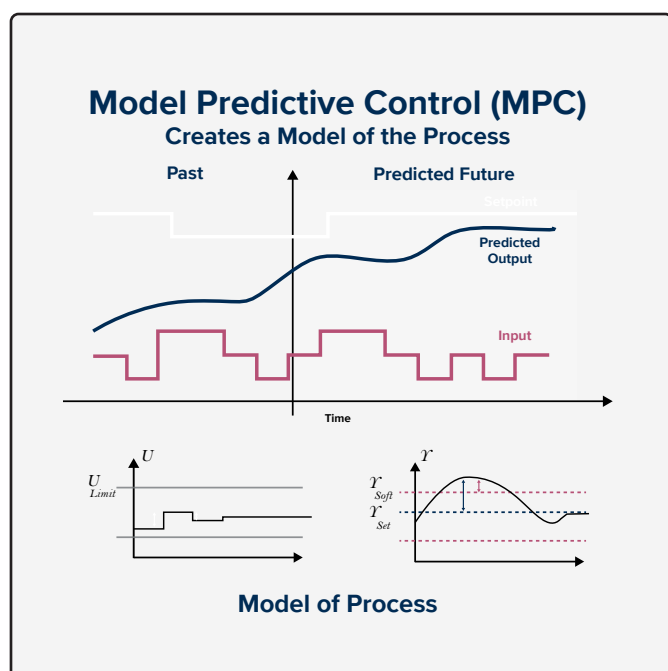 Model Predictive Control (MPC)
Creates a Model of the Process
Past
Predicted Future
Setpoint
Predicted
Output
Input
Time
U
U
Limit
Y
Y
Soft
Y
Set
Model of Process